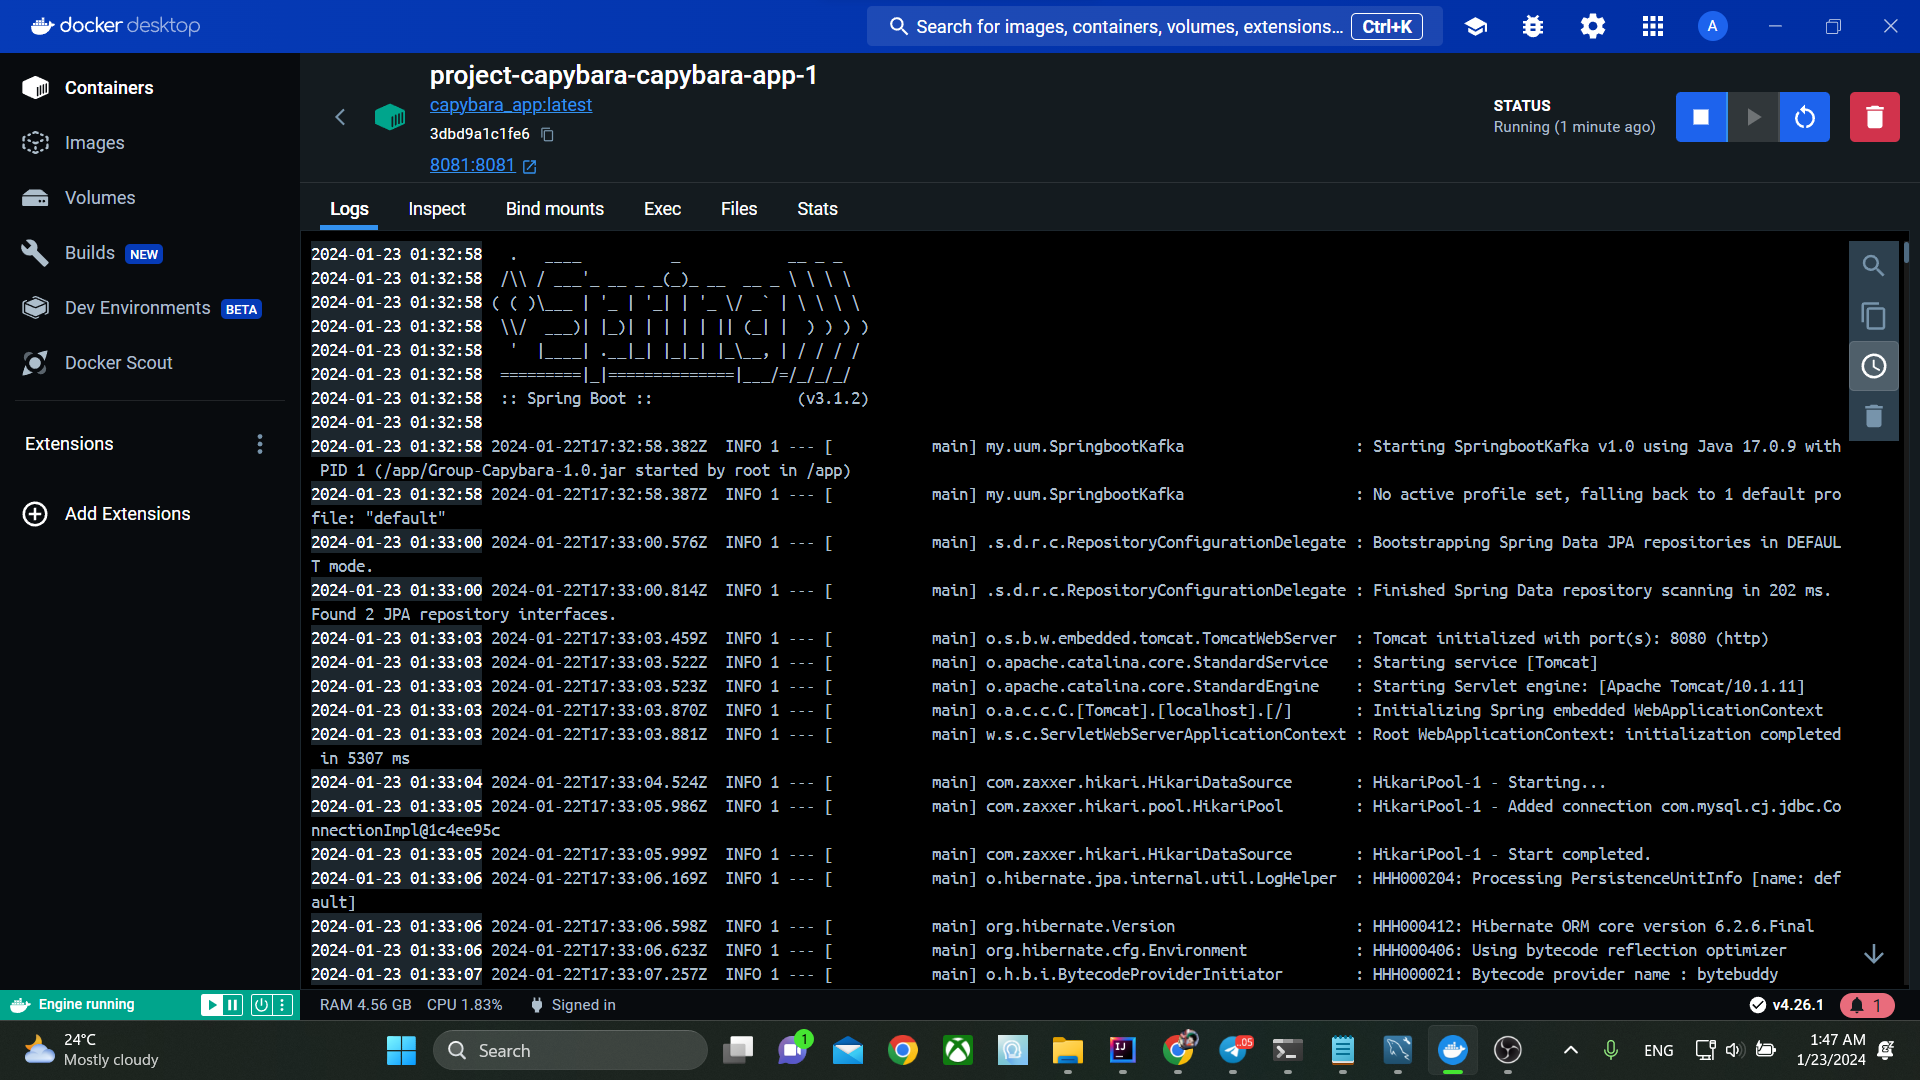 docker desktop
Search for images, containers, volumes, extensions... Ctrl+K
A
Containers
Images
Volumes
Builds NEW
Dev Environments BETA
Docker Scout
Extensions
Add Extensions
project-capybara-capybara-app-1
capybara_app:latest
3dbd9a1c1fe6
8081:8081
STATUS
Running (1 minute ago)
Logs Inspect Bind mounts Exec Files Stats
2024-01-23 01:32:58   .   ____          _            __ _ _
2024-01-23 01:32:58  /\\ / ___'_ __ _ _(_)_ __  __ _ \ \ \ \
2024-01-23 01:32:58 ( ( )\___ | '_ | '_| | '_ \/ _` | \ \ \ \
2024-01-23 01:32:58  \\/  ___)| |_)| | | | | || (_| |  ) ) ) )
2024-01-23 01:32:58   '  |____| .__|_| |_|_| |_\__, | / / / /
2024-01-23 01:32:58  =========|_|==============|___/=/_/_/_/
2024-01-23 01:32:58  :: Spring Boot ::                (v3.1.2)
2024-01-23 01:32:58
2024-01-23 01:32:58 2024-01-22T17:32:58.382Z  INFO 1 --- [           main] my.uum.SpringbootKafka                   : Starting SpringbootKafka v1.0 using Java 17.0.9 with
 PID 1 (/app/Group-Capybara-1.0.jar started by root in /app)
2024-01-23 01:32:58 2024-01-22T17:32:58.387Z  INFO 1 --- [           main] my.uum.SpringbootKafka                   : No active profile set, falling back to 1 default pro
file: "default"
2024-01-23 01:33:00 2024-01-22T17:33:00.576Z  INFO 1 --- [           main] .s.d.r.c.RepositoryConfigurationDelegate : Bootstrapping Spring Data JPA repositories in DEFAUL
T mode.
2024-01-23 01:33:00 2024-01-22T17:33:00.814Z  INFO 1 --- [           main] .s.d.r.c.RepositoryConfigurationDelegate : Finished Spring Data repository scanning in 202 ms.
Found 2 JPA repository interfaces.
2024-01-23 01:33:03 2024-01-22T17:33:03.459Z  INFO 1 --- [           main] o.s.b.w.embedded.tomcat.TomcatWebServer  : Tomcat initialized with port(s): 8080 (http)
2024-01-23 01:33:03 2024-01-22T17:33:03.522Z  INFO 1 --- [           main] o.apache.catalina.core.StandardService   : Starting service [Tomcat]
2024-01-23 01:33:03 2024-01-22T17:33:03.523Z  INFO 1 --- [           main] o.apache.catalina.core.StandardEngine    : Starting Servlet engine: [Apache Tomcat/10.1.11]
2024-01-23 01:33:03 2024-01-22T17:33:03.870Z  INFO 1 --- [           main] o.a.c.c.C.[Tomcat].[localhost].[/]       : Initializing Spring embedded WebApplicationContext
2024-01-23 01:33:03 2024-01-22T17:33:03.881Z  INFO 1 --- [           main] w.s.c.ServletWebServerApplicationContext : Root WebApplicationContext: initialization completed
 in 5307 ms
2024-01-23 01:33:04 2024-01-22T17:33:04.524Z  INFO 1 --- [           main] com.zaxxer.hikari.HikariDataSource       : HikariPool-1 - Starting...
2024-01-23 01:33:05 2024-01-22T17:33:05.986Z  INFO 1 --- [           main] com.zaxxer.hikari.pool.HikariPool        : HikariPool-1 - Added connection com.mysql.cj.jdbc.Co
nnectionImpl@1c4ee95c
2024-01-23 01:33:05 2024-01-22T17:33:05.999Z  INFO 1 --- [           main] com.zaxxer.hikari.HikariDataSource       : HikariPool-1 - Start completed.
2024-01-23 01:33:06 2024-01-22T17:33:06.169Z  INFO 1 --- [           main] o.hibernate.jpa.internal.util.LogHelper  : HHH000204: Processing PersistenceUnitInfo [name: def
ault]
2024-01-23 01:33:06 2024-01-22T17:33:06.598Z  INFO 1 --- [           main] org.hibernate.Version                    : HHH000412: Hibernate ORM core version 6.2.6.Final
2024-01-23 01:33:06 2024-01-22T17:33:06.623Z  INFO 1 --- [           main] org.hibernate.cfg.Environment            : HHH000406: Using bytecode reflection optimizer
2024-01-23 01:33:07 2024-01-22T17:33:07.257Z  INFO 1 --- [           main] o.h.b.i.BytecodeProviderInitiator        : HHH000021: Bytecode provider name : bytebuddy
Engine running
RAM 4.56 GB CPU 1.83% Signed in
v4.26.1
1
24°C
Mostly cloudy
Search
1
IJ
.05
ENG
1:47 AM
1/23/2024